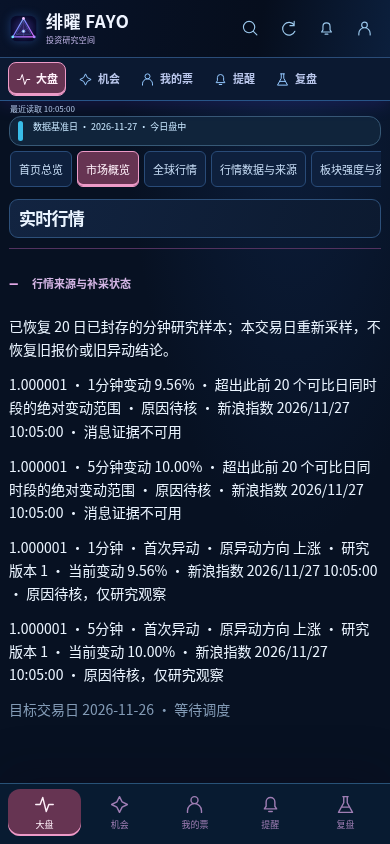 绯曜 FAYO
投资研究空间
大盘
机会
我的票
提醒
复盘
最近读取 10:05:00
数据基准日 · 2026-11-27 · 今日盘中
首页总览
市场概览
全球行情
行情数据与来源
板块强度与
实时行情
— 行情来源与补采状态
已恢复 20 日已封存的分钟研究样本；本交易日重新采样，不
恢复旧报价或旧异动结论。
1.000001 · 1分钟变动 9.56% · 超出此前 20 个可比日同时
段的绝对变动范围 · 原因待核 · 新浪指数 2026/11/27
10:05:00 · 消息证据不可用
1.000001 · 5分钟变动 10.00% · 超出此前 20 个可比日同
时段的绝对变动范围 · 原因待核 · 新浪指数 2026/11/27
10:05:00 · 消息证据不可用
1.000001 · 1分钟 · 首次异动 · 原异动方向 上涨 · 研究
版本 1 · 当前变动 9.56% · 新浪指数 2026/11/27 10:05:00
· 原因待核，仅研究观察
1.000001 · 5分钟 · 首次异动 · 原异动方向 上涨 · 研究
版本 1 · 当前变动 10.00% · 新浪指数 2026/11/27
10:05:00 · 原因待核，仅研究观察
目标交易日 2026-11-26 · 等待调度
大盘
机会
我的票
提醒
复盘